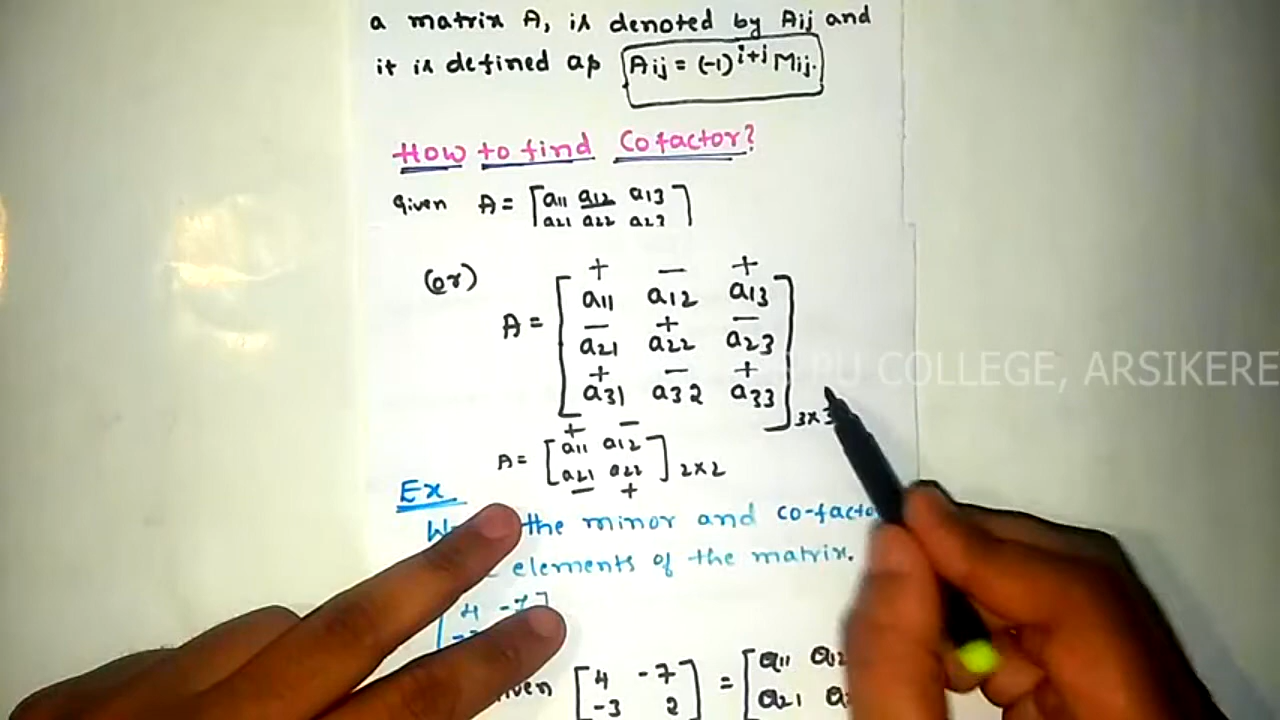 a matrix A, is denoted by Aij and
it is defined as Aij = (-1)^i+j Mij.
How to find Cofactor?
Given A = [a11 a12 a13
a21 a22 a23]
(or)
+ − +
a11 a12 a13
− + −
A = a21 a22 a23
+ − +
a31 a32 a33
3x3
PU COLLEGE, ARSIKERE
+ −
A = [a11 a12
a21 a22] 2x2
− +
Ex
the minor and co-factor
elements of the matrix.
4 -7
[4 -7 = [a11
-3 2] a21